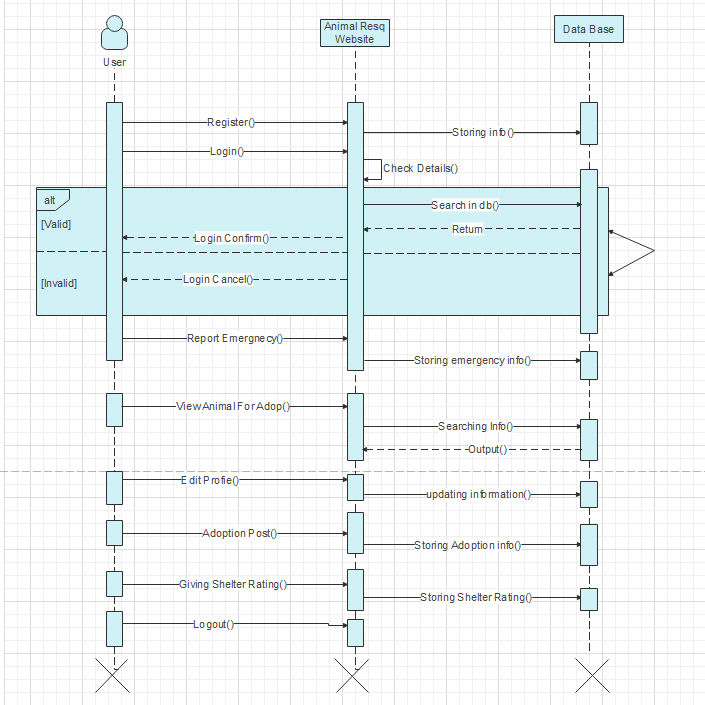 Animal Resq
Website
Data Base
User
Register()
Storing info()
Login()
Check Details()
alt
Search in db()
[Valid]
Return
Login Confirm()
Login Cancel()
[Invalid]
Report Emergnecy()
Storing emergency info()
View Animal For Adop()
Searching Info()
Output()
Edit Profie()
updating information()
Adoption Post()
Storing Adoption info()
Giving Shelter Rating()
Storing Shelter Rating()
Logout()